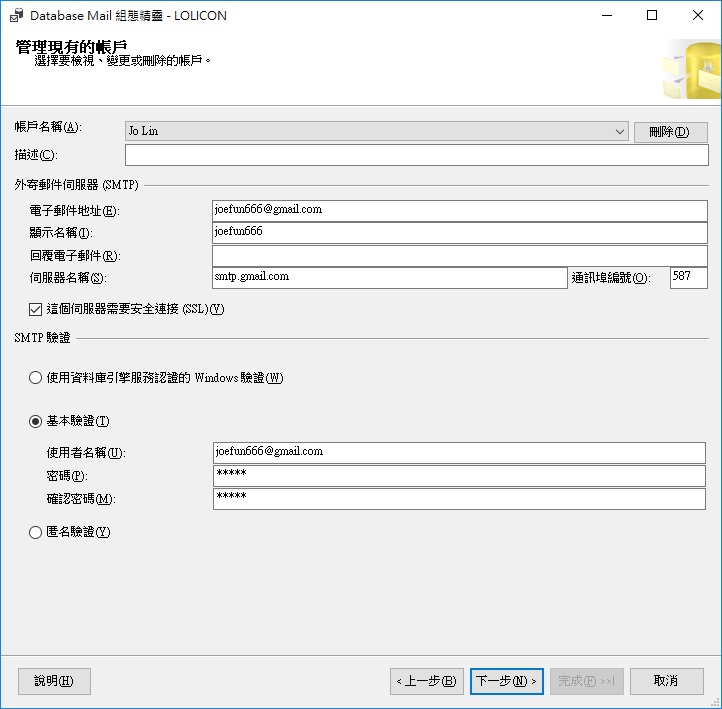 Database Mail 組態精靈 - LOLICON
管理現有的帳戶
選擇要檢視、變更或刪除的帳戶。
帳戶名稱(A): Jo Lin 刪除(D)
描述(C):
外寄郵件伺服器 (SMTP)
電子郵件地址(E): joefun666@gmail.com
顯示名稱(I): joefun666
回覆電子郵件(R):
伺服器名稱(S): smtp.gmail.com 通訊埠編號(O): 587
這個伺服器需要安全連接 (SSL)(V)
SMTP 驗證
使用資料庫引擎服務認證的 Windows 驗證(W)
基本驗證(T)
使用者名稱(U): joefun666@gmail.com
密碼(P): *****
確認密碼(M): *****
匿名驗證(Y)
說明(H) < 上一步(B) 下一步(N) > 完成(F) >>| 取消